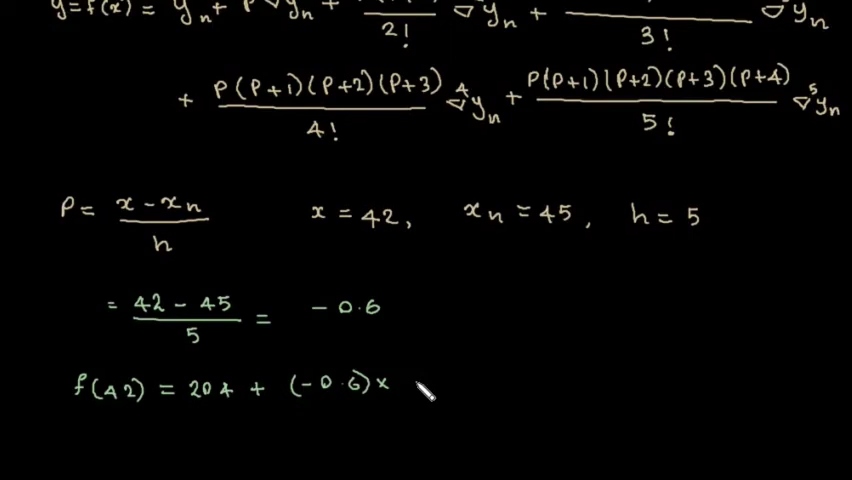 y=f(x) = yn + P ∇yn + ――― 2! ∇²yn + ――― 3! ∇³yn
+ P(P+1)(P+2)(P+3) / 4! ∇⁴yn + P(P+1)(P+2)(P+3)(P+4) / 5! ∇⁵yn
P = x - xn / h    x = 42,    xn = 45,    h = 5
= 42 - 45 / 5 = - 0.6
f(42) = 204 + (-0.6)x